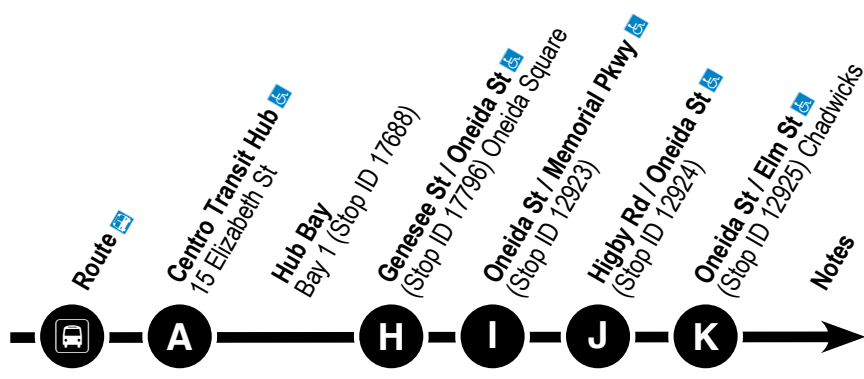 Route
Centro Transit Hub
15 Elizabeth St
Hub Bay
Bay 1 (Stop ID 17688)
Genesee St / Oneida St
(Stop ID 17796) Oneida Square
Oneida St / Memorial Pkwy
(Stop ID 12923)
Higby Rd / Oneida St
(Stop ID 12924)
Oneida St / Elm St
(Stop ID 12925) Chadwicks
Notes
A
H
I
J
K